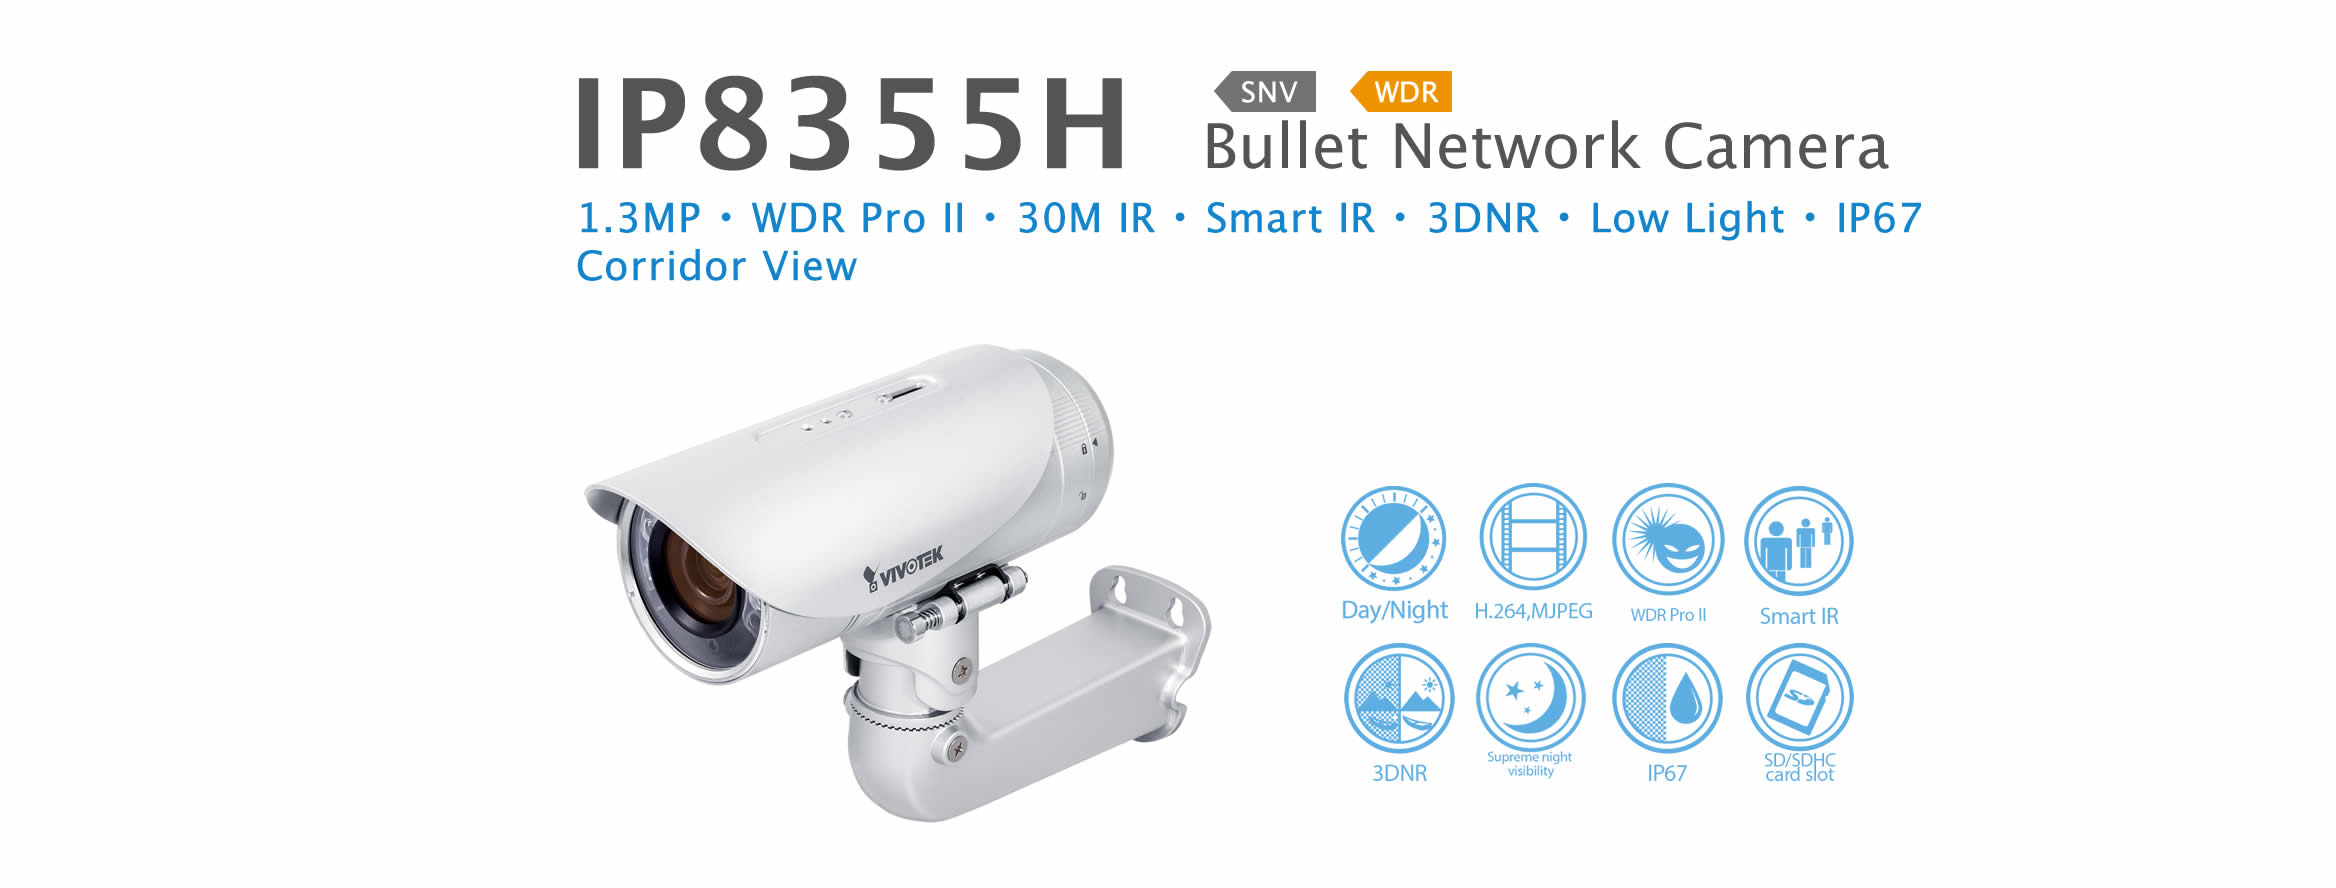 IP8355H
SNV
WDR
Bullet Network Camera
1.3MP • WDR Pro II • 30M IR • Smart IR • 3DNR • Low Light • IP67
Corridor View
VIVOTEK
Day/Night
H.264,MJPEG
WDR Pro II
Smart IR
3DNR
Supreme night
visibility
IP67
SD/SDHC
card slot